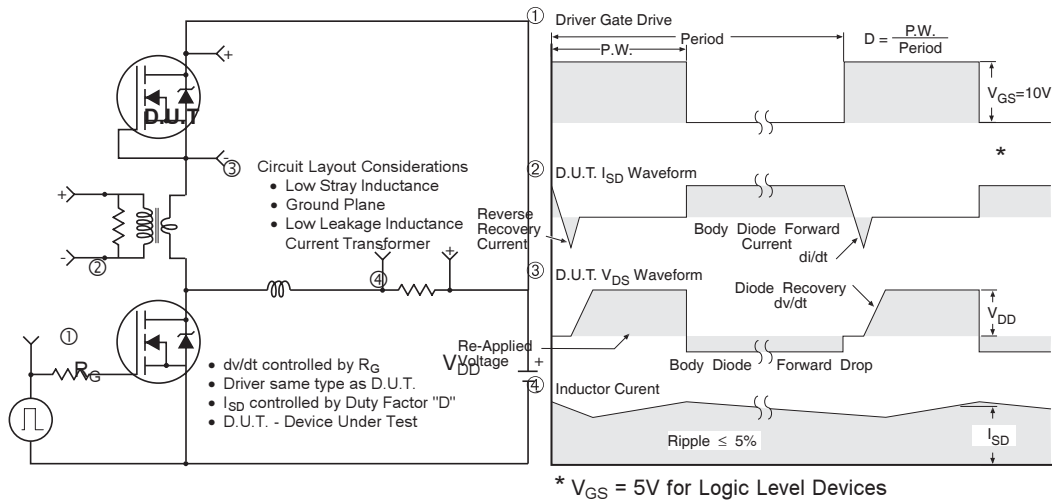 D.U.T
+
-
③
+
-
②
①
R_G
Circuit Layout Considerations
• Low Stray Inductance
• Ground Plane
• Low Leakage Inductance
Current Transformer
-
+
④
• dv/dt controlled by R_G
• Driver same type as D.U.T.
• I_SD controlled by Duty Factor "D"
• D.U.T. - Device Under Test
V_DD
+
-
① Driver Gate Drive
P.W.
Period
D = P.W.
Period
V_GS=10V
*
② D.U.T. I_SD Waveform
Reverse
Recovery
Current
Body Diode Forward
Current
di/dt
③ D.U.T. V_DS Waveform
Diode Recovery
dv/dt
V_DD
Re-Applied
Voltage
Body Diode Forward Drop
④ Inductor Curent
Ripple ≤ 5%
I_SD
* V_GS = 5V for Logic Level Devices